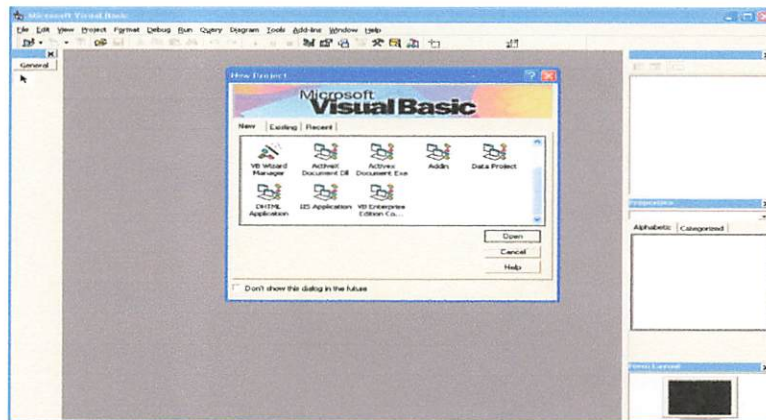 Microsoft Visual Basic
File Edit View Project Format Debug Run Query Diagram Tools Add-Ins Window Help
General
New Project
Microsoft
Visual Basic
New Existing Recent
VB Wizard Manager
ActiveX Document Dll
Activex Document Exe
Addin
Data Project
DHTML Application
IIS Application
VB Enterprise Edition Co...
Open
Cancel
Help
Don't show this dialog in the future
Properties
Alphabetic Categorized
Form Layout